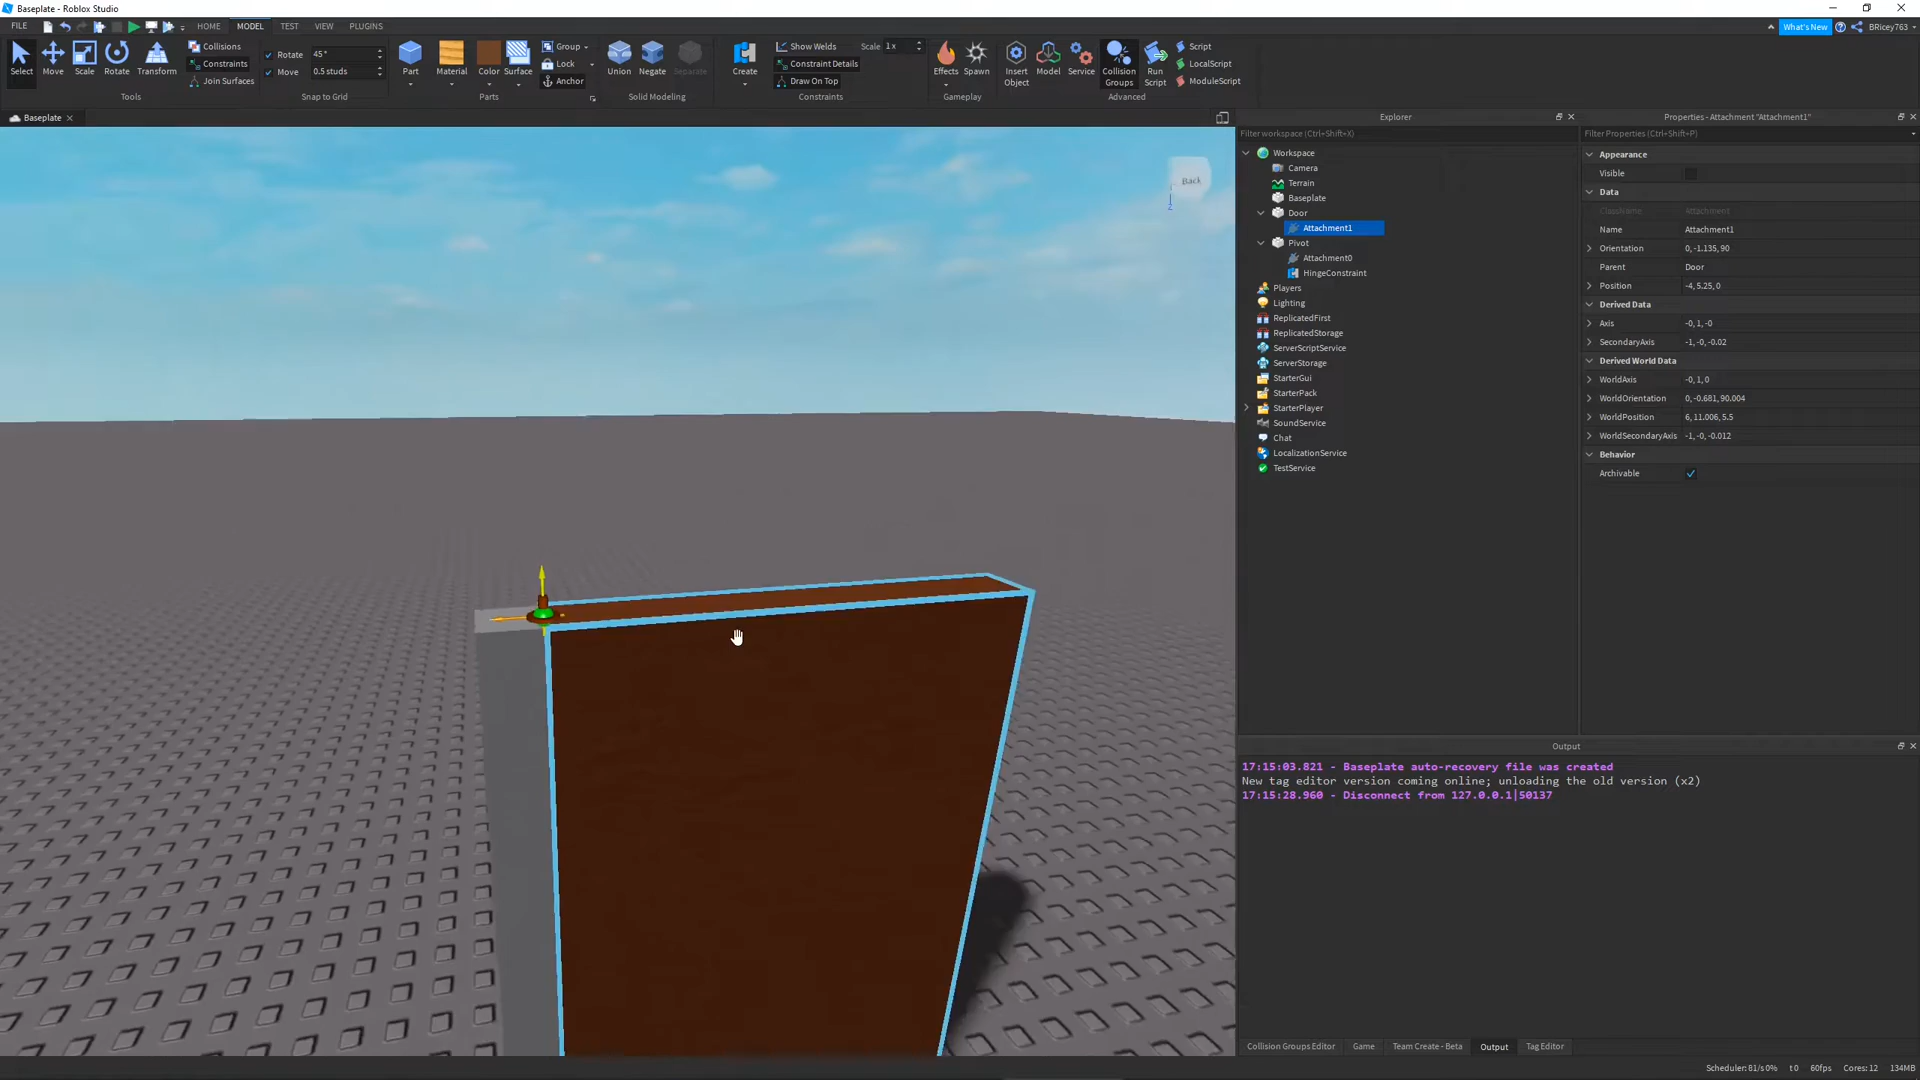 Baseplate - Roblox Studio
FILE HOME MODEL TEST VIEW PLUGINS What's New BRicey763
Select Move Scale Rotate Transform
Collisions
Constraints
Join Surfaces
Tools
Rotate 45°
Move 0.5 studs
Snap to Grid
Part Material Color Surface
Group
Lock
Anchor
Parts
Union Negate Separate
Solid Modeling
Create
Show Welds Scale 1 x
Constraint Details
Draw On Top
Constraints
Effects Spawn
Gameplay
Insert Object Model Service Collision Groups Run Script
Script
LocalScript
ModuleScript
Advanced
Baseplate
Back
Explorer
Filter workspace (Ctrl+Shift+X)
Workspace
Camera
Terrain
Baseplate
Door
Attachment1
Pivot
Attachment0
HingeConstraint
Players
Lighting
ReplicatedFirst
ReplicatedStorage
ServerScriptService
ServerStorage
StarterGui
StarterPack
StarterPlayer
SoundService
Chat
LocalizationService
TestService
Properties - Attachment "Attachment1"
Filter Properties (Ctrl+Shift+P)
Appearance
Visible
Data
ClassName Attachment
Name Attachment1
Orientation 0, -1.135, 90
Parent Door
Position -4, 5.25, 0
Derived Data
Axis -0, 1, -0
SecondaryAxis -1, -0, -0.02
Derived World Data
WorldAxis -0, 1, 0
WorldOrientation 0, -0.681, 90.004
WorldPosition 6, 11.006, 5.5
WorldSecondaryAxis -1, -0, -0.012
Behavior
Archivable
Output
17:15:03.821 - Baseplate auto-recovery file was created
New tag editor version coming online; unloading the old version (x2)
17:15:28.960 - Disconnect from 127.0.0.1|50137
Collision Groups Editor Game Team Create - Beta Output Tag Editor
Scheduler: 81/s 0% t 0 60fps Cores: 12 134MB